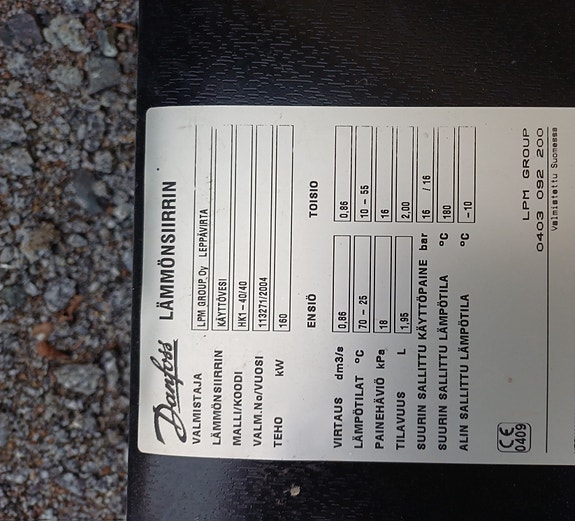 Danfoss LÄMMÖNSIIRRIN
VALMISTAJA LPM GROUP Oy LEPPÄVIRTA
LÄMMÖNSIIRRIN KÄYTTÖVESI
MALLI/KOODI HK1-40/40
VALM.No/VUOSI 113271/2004
TEHO kW 160
ENSIÖ TOISIO
VIRTAUS dm3/s 0,86 0,86
LÄMPÖTILAT °C 70-25 10-55
PAINEHÄVIÖ kPa 18 16
TILAVUUS L 1,95 2,00
SUURIN SALLITTU KÄYTTÖPAINE bar 16 / 16
SUURIN SALLITTU LÄMPÖTILA °C 180
ALIN SALLITTU LÄMPÖTILA °C -10
CE
0409
LPM GROUP
0403 092 200
Valmistettu Suomessa